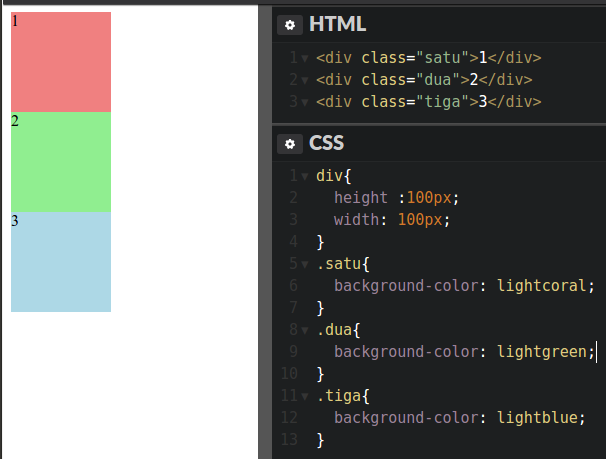 1
2
3
HTML
1 <div class="satu">1</div>
2 <div class="dua">2</div>
3 <div class="tiga">3</div>
CSS
1 div{
2 height :100px;
3 width: 100px;
4 }
5 .satu{
6 background-color: lightcoral;
7 }
8 .dua{
9 background-color: lightgreen;
10 }
11 .tiga{
12 background-color: lightblue;
13 }